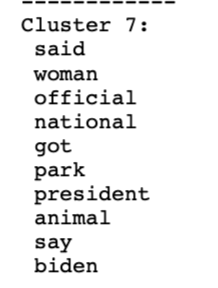 ------------
Cluster 7:
said
woman
official
national
got
park
president
animal
say
biden